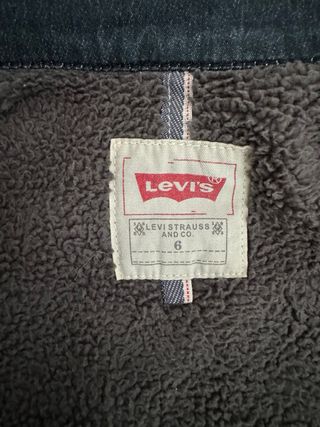 LEVI'S®
LEVI STRAUSS
AND CO.
6